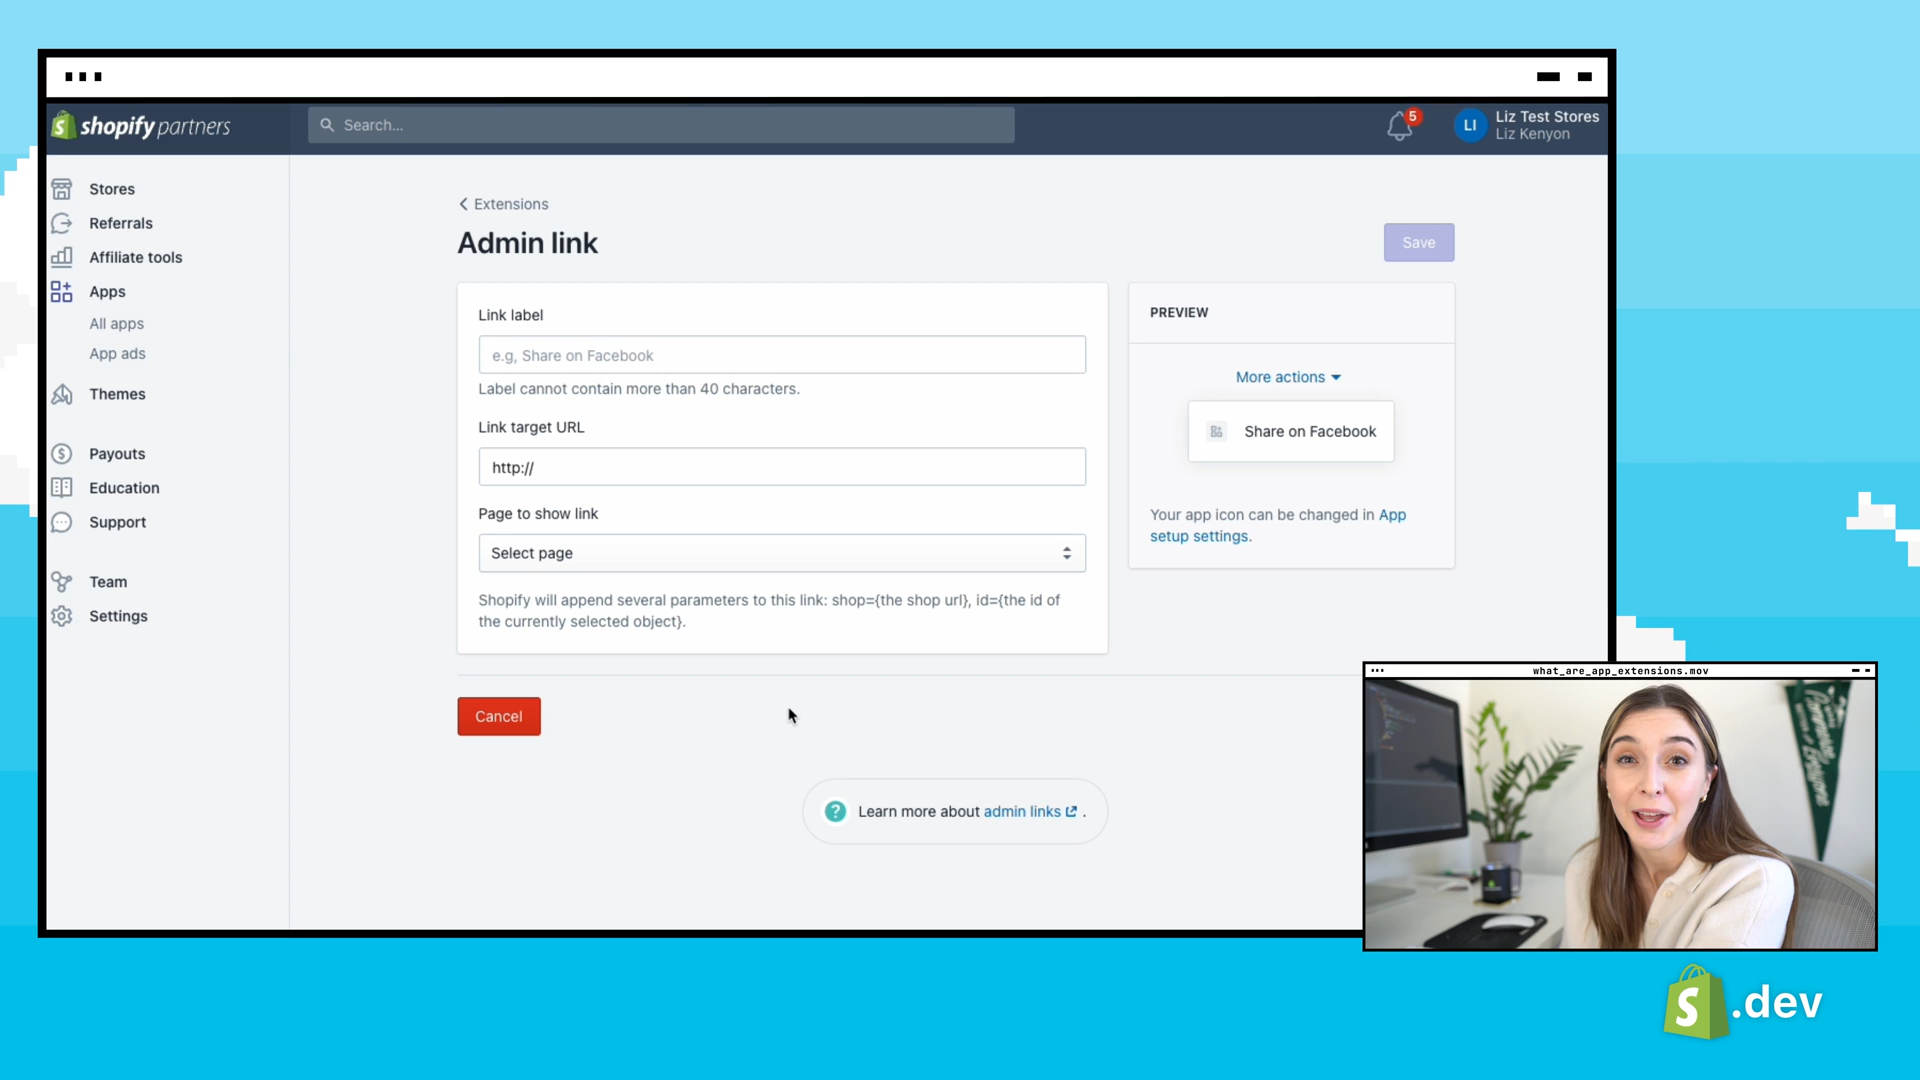 shopify partners
Search...
5
LI
Liz Test Stores
Liz Kenyon
Stores
Referrals
Affiliate tools
Apps
All apps
App ads
Themes
Payouts
Education
Support
Team
Settings
Extensions
Admin link
Save
Link label
e.g, Share on Facebook
Label cannot contain more than 40 characters.
Link target URL
http://
Page to show link
Select page
Shopify will append several parameters to this link: shop={the shop url}, id={the id of
the currently selected object}.
PREVIEW
More actions
Share on Facebook
Your app icon can be changed in App
setup settings.
Cancel
? Learn more about admin links .
what_are_app_extensions.mov
S .dev